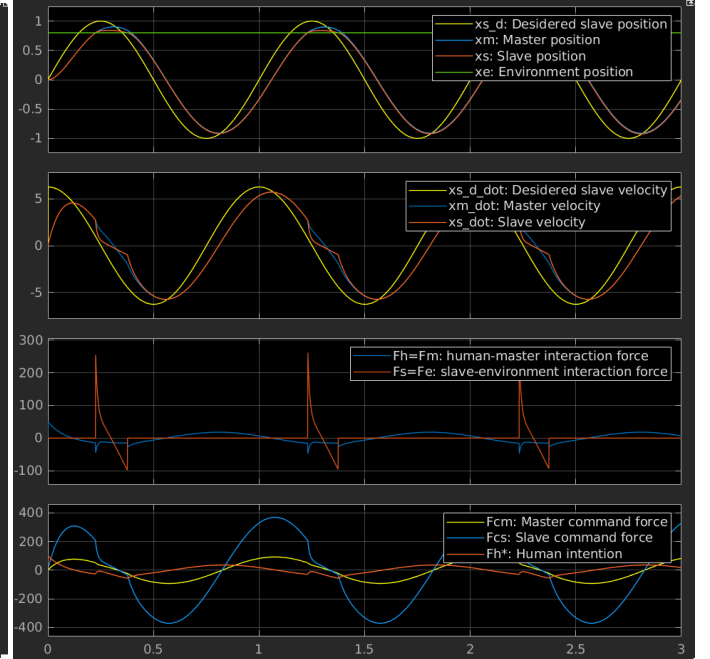 1
0.5
0
-0.5
-1
xs_d: Desidered slave position
xm: Master position
xs: Slave position
xe: Environment position
5
0
-5
xs_d_dot: Desidered slave velocity
xm_dot: Master velocity
xs_dot: Slave velocity
300
200
100
0
-100
Fh=Fm: human-master interaction force
Fs=Fe: slave-environment interaction force
400
200
0
-200
-400
Fcm: Master command force
Fcs: Slave command force
Fh*: Human intention
0 0.5 1 1.5 2 2.5 3